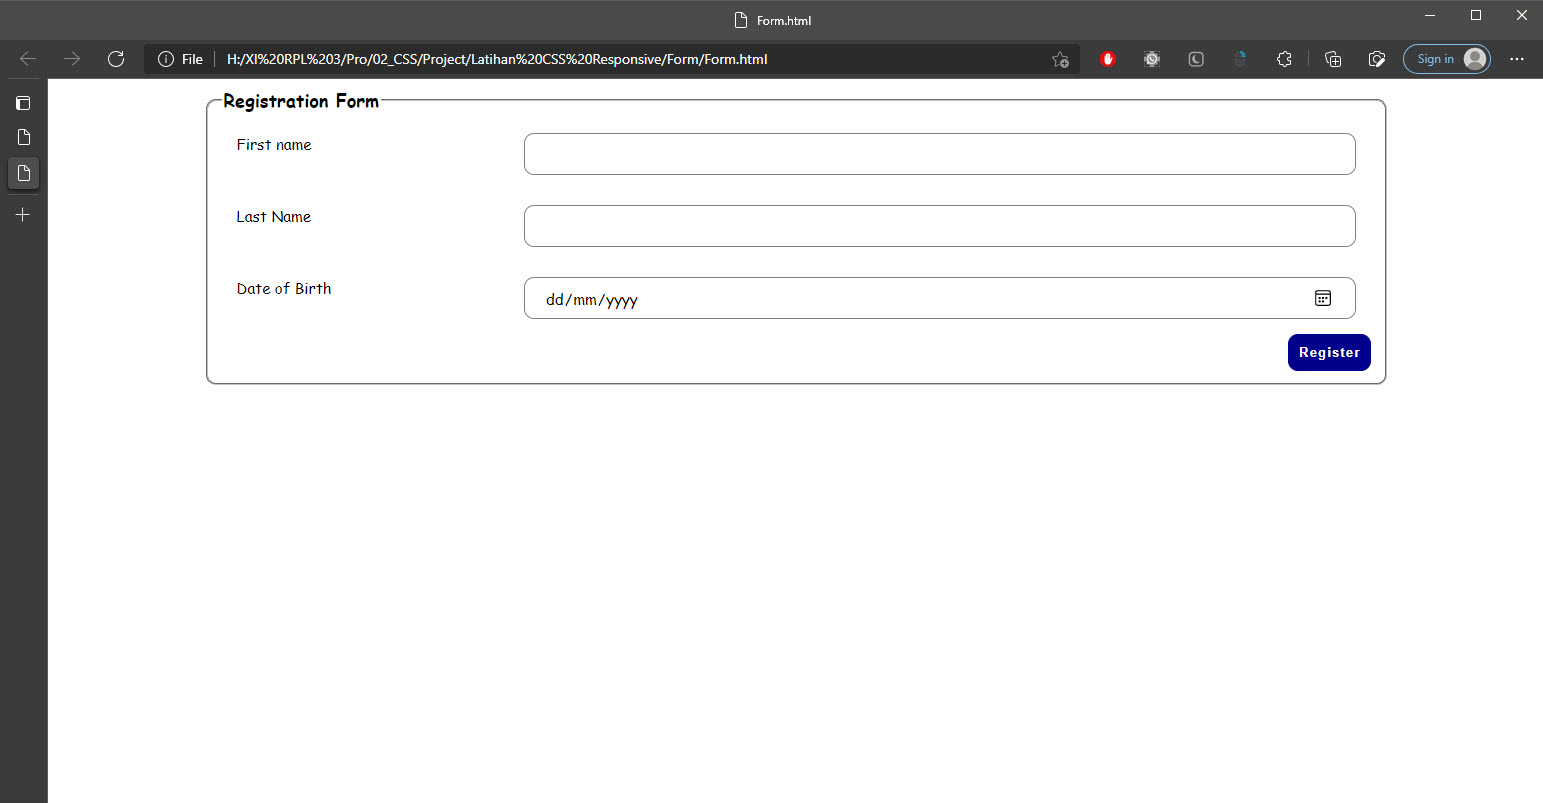 Form.html
File
H:/XI%20RPL%203/Pro/02_CSS/Project/Latihan%20CSS%20Responsive/Form/Form.html
Sign in
Registration Form
First name
Last Name
Date of Birth
dd/mm/yyyy
Register